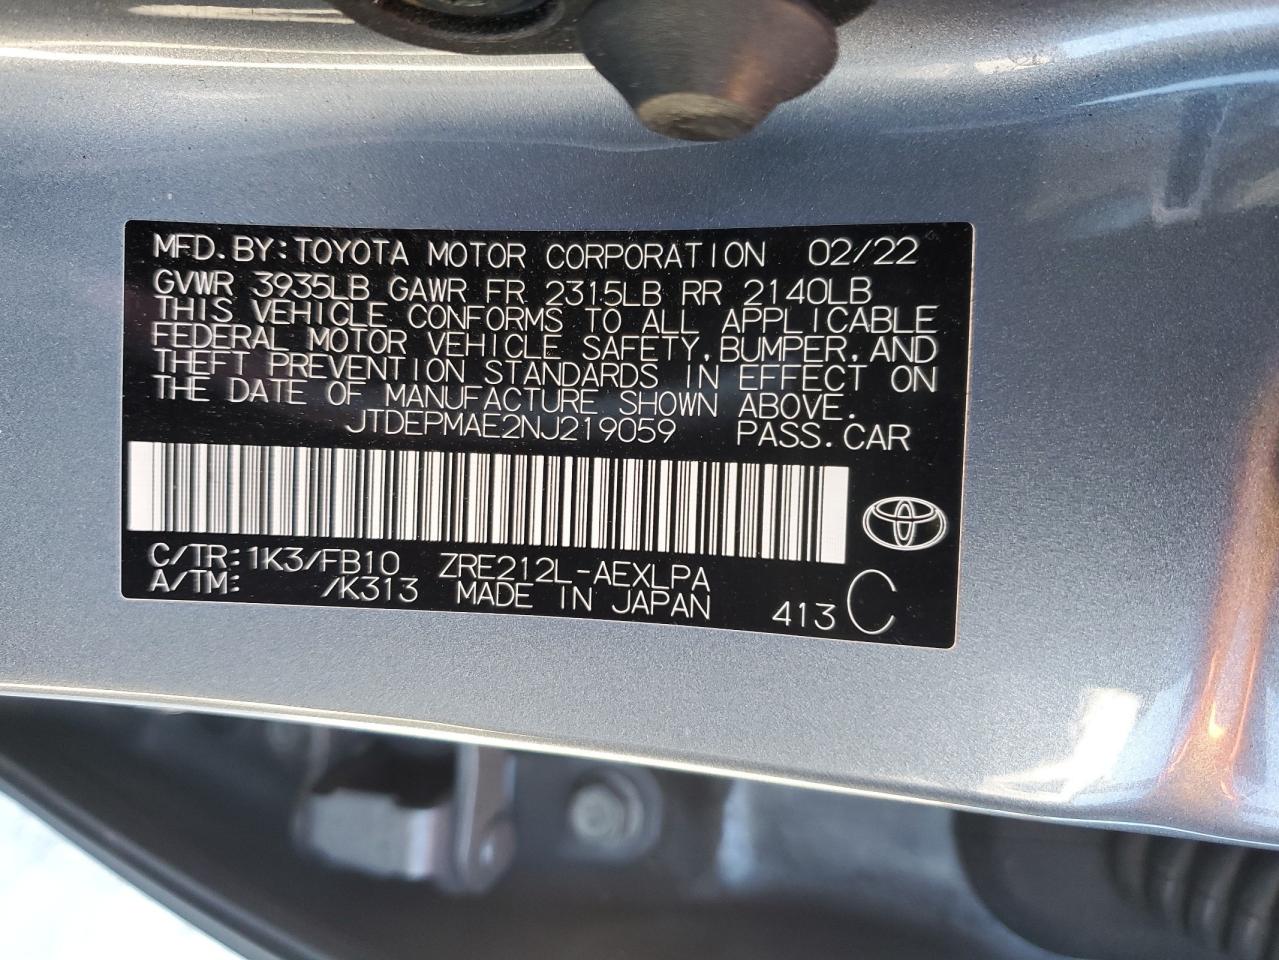 MFD.BY:TOYOTA MOTOR CORPORATION 02/22
GVWR 3935LB GAWR FR 2315LB RR 2140LB
THIS VEHICLE CONFORMS TO ALL APPLICABLE
FEDERAL MOTOR VEHICLE SAFETY,BUMPER,AND
THEFT PREVENTION STANDARDS IN EFFECT ON
THE DATE OF MANUFACTURE SHOWN ABOVE.
JTDEPMAE2NJ219059 PASS.CAR
C/TR:1K3/FB10 ZRE212L-AEXLPA
A/TM: /K313 MADE IN JAPAN 413 C